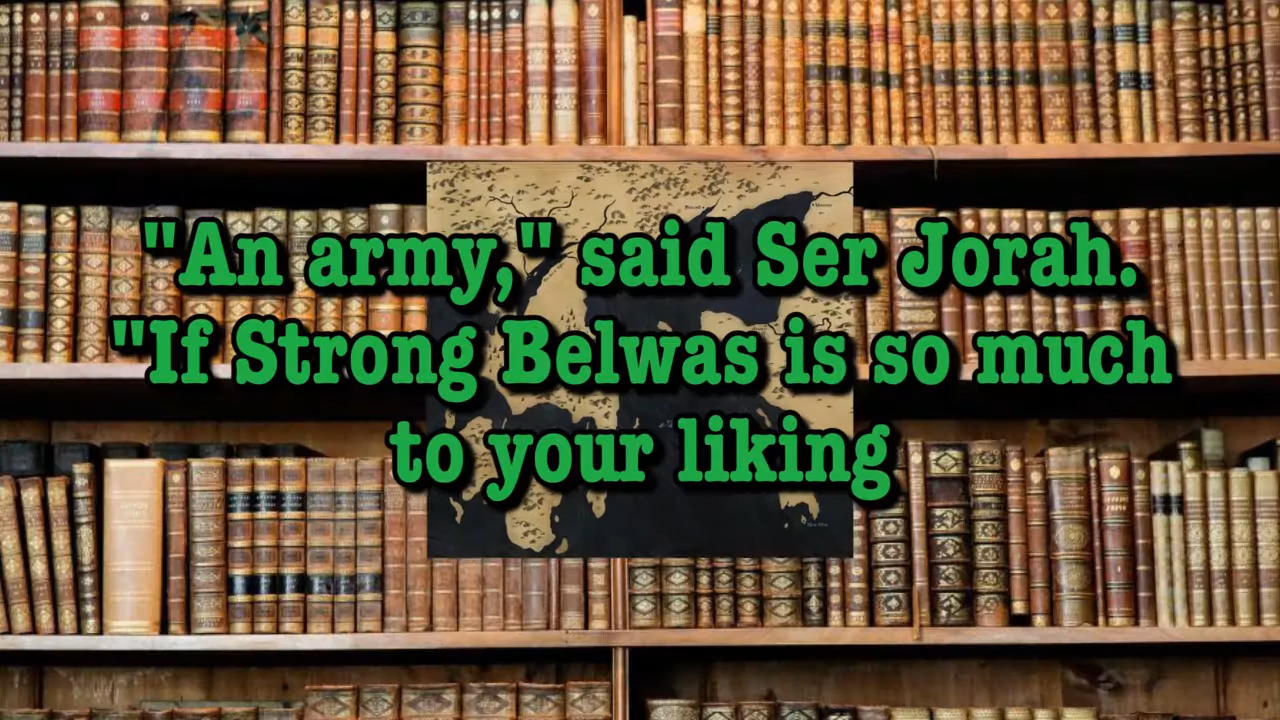 "An army," said Ser Jorah.
"If Strong Belwas is so much
to your liking